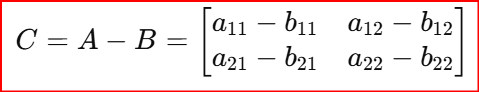 C = A − B = [a₁₁ − b₁₁  a₁₂ − b₁₂
a₂₁ − b₂₁  a₂₂ − b₂₂]